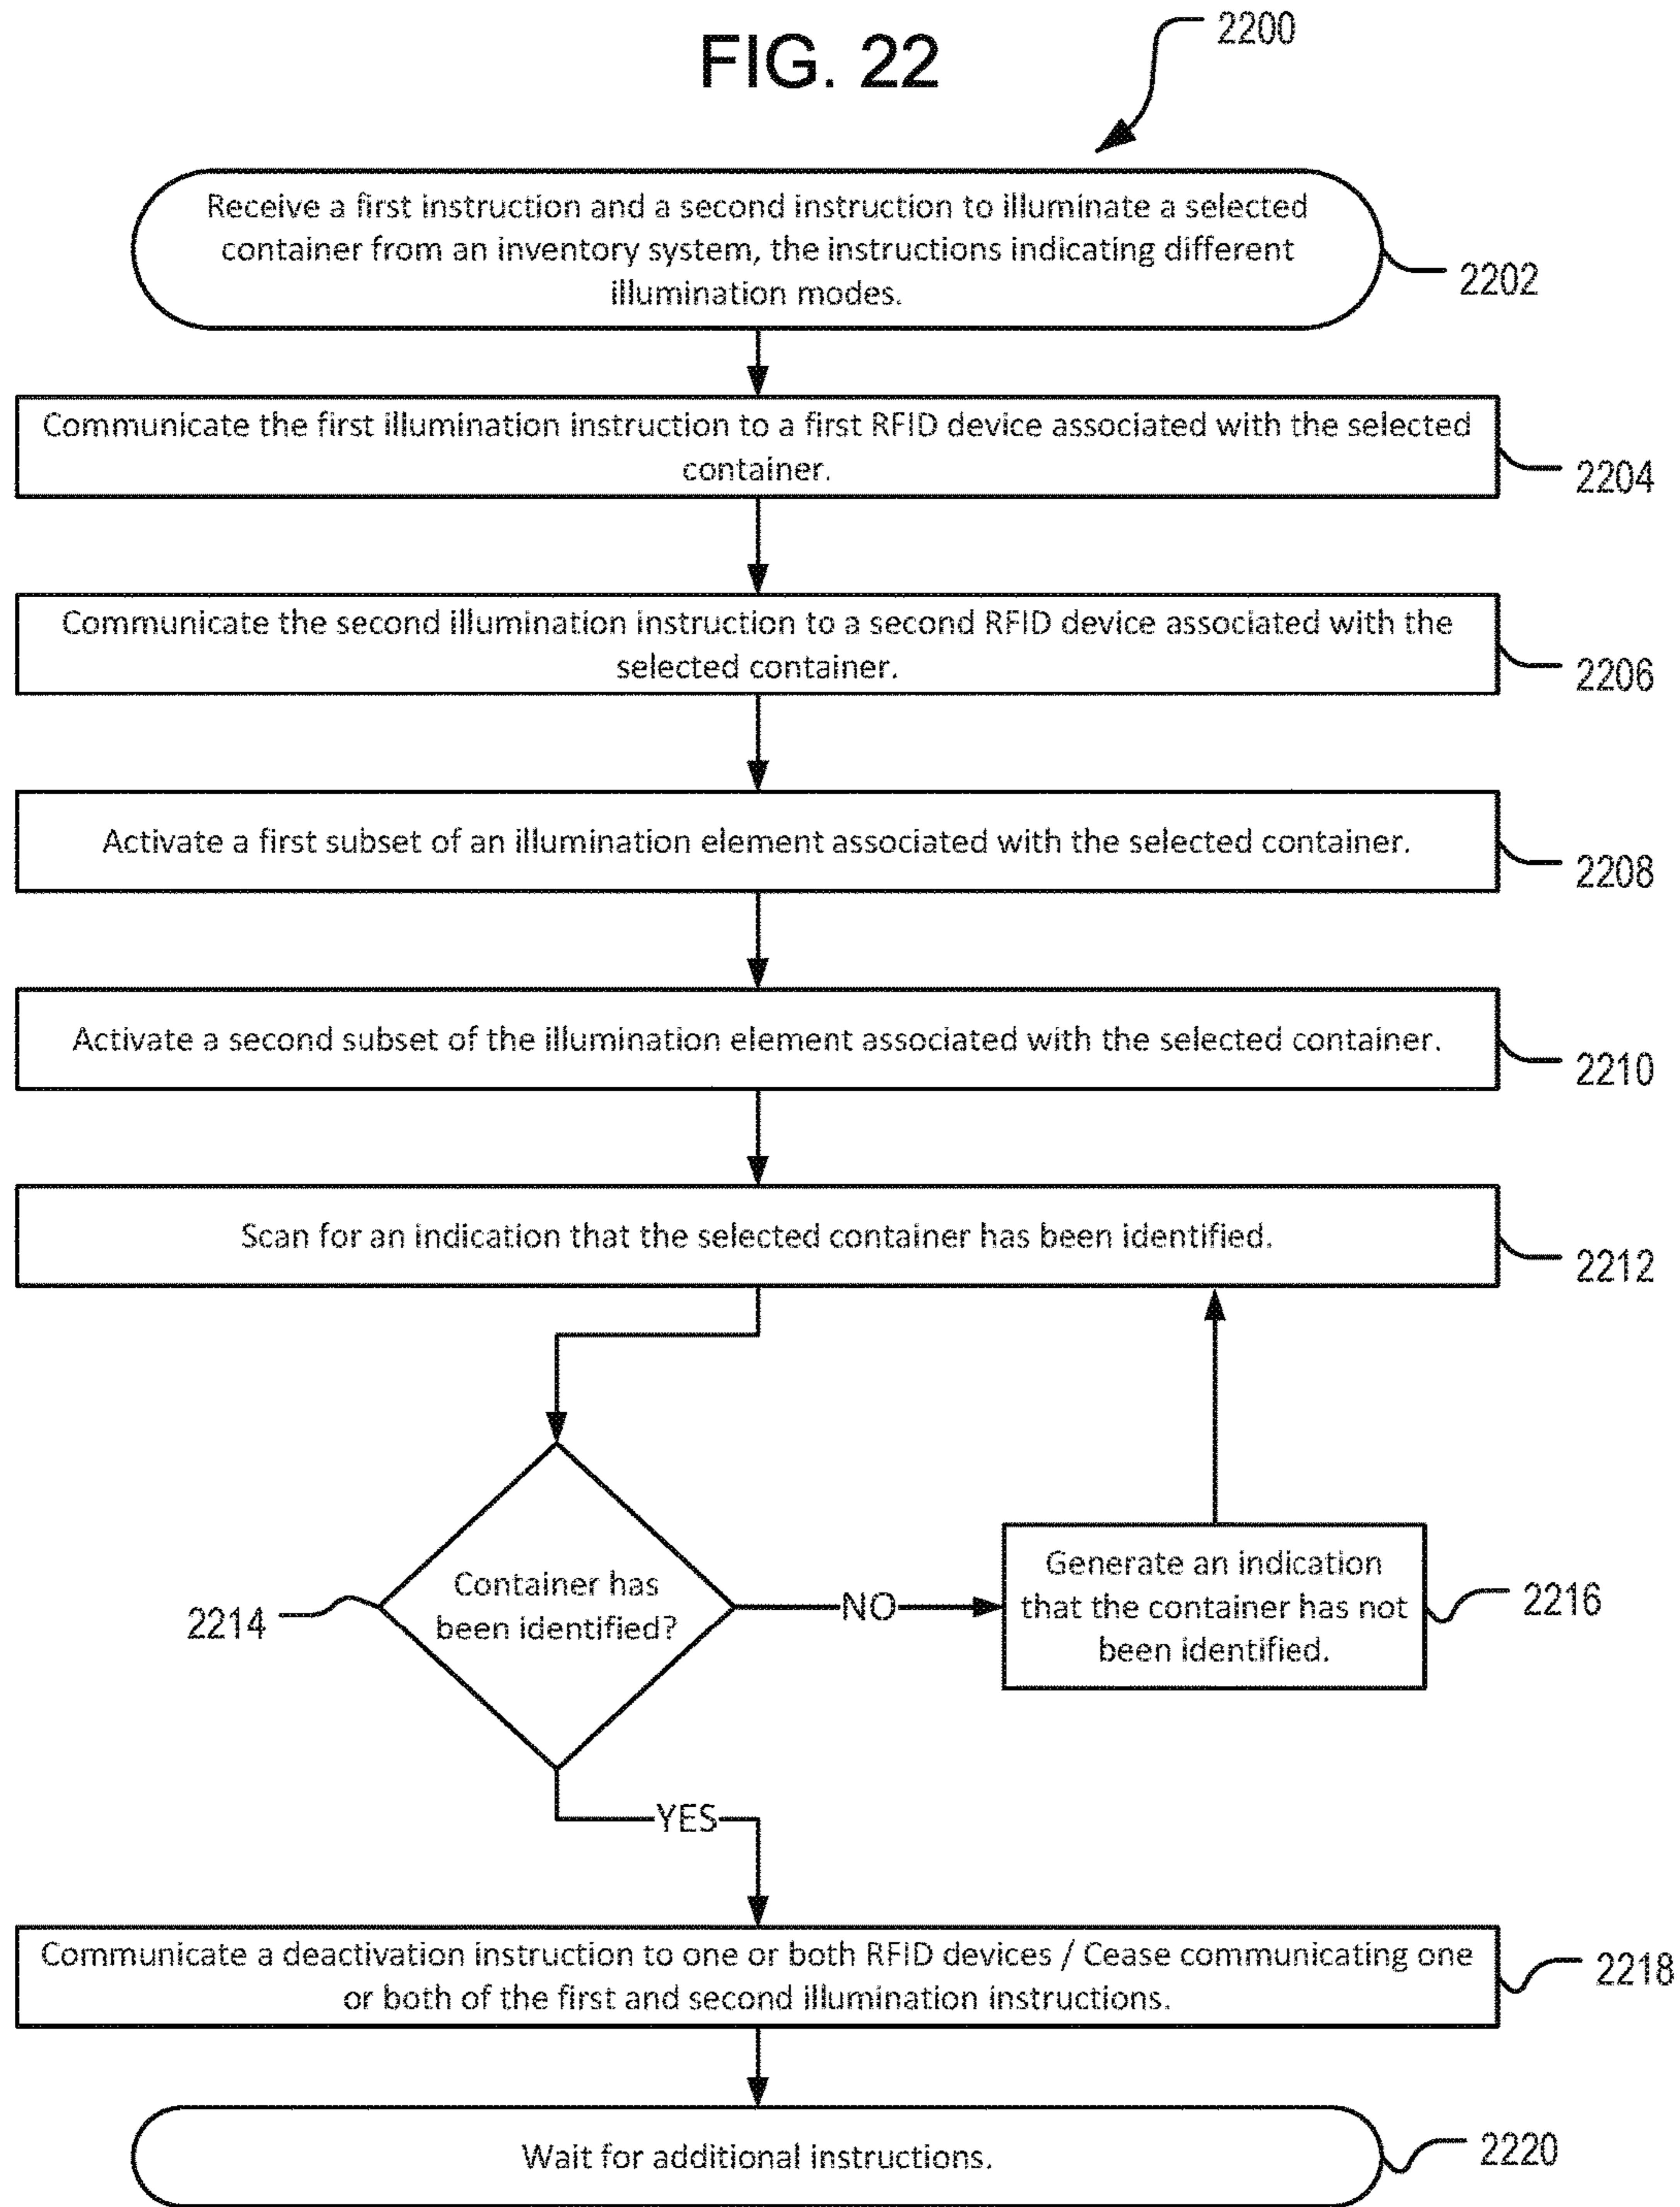 FIG. 22
2200
Receive a first instruction and a second instruction to illuminate a selected
container from an inventory system, the instructions indicating different
illumination modes.
2202
Communicate the first illumination instruction to a first RFID device associated with the selected
container.
2204
Communicate the second illumination instruction to a second RFID device associated with the
selected container.
2206
Activate a first subset of an illumination element associated with the selected container.
2208
Activate a second subset of the illumination element associated with the selected container.
2210
Scan for an indication that the selected container has been identified.
2212
Container has
been identified?
2214
NO
Generate an indication
that the container has not
been identified.
2216
YES
Communicate a deactivation instruction to one or both RFID devices / Cease communicating one
or both of the first and second illumination instructions.
2218
Wait for additional instructions.
2220